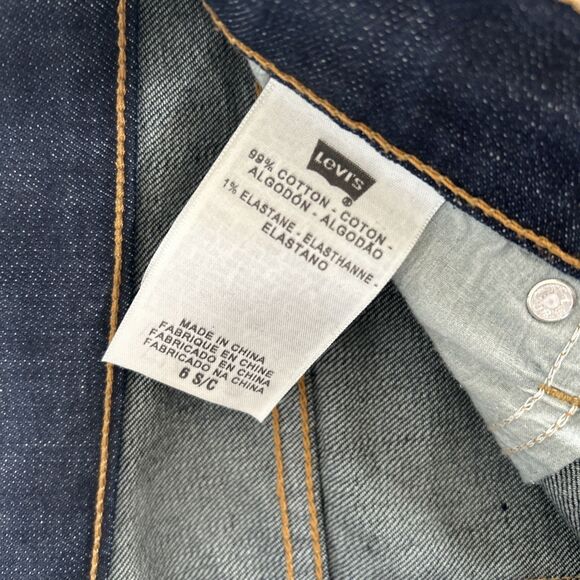 Levi's
®
99% COTTON - COTON -
ALGODÓN - ALGODÃO
1% ELASTANE - ELASTHANNE -
ELASTANO
MADE IN CHINA
FABRIQUE EN CHINE
FABRICADO EN CHINA
FABRICADO NA CHINA
6 S/C